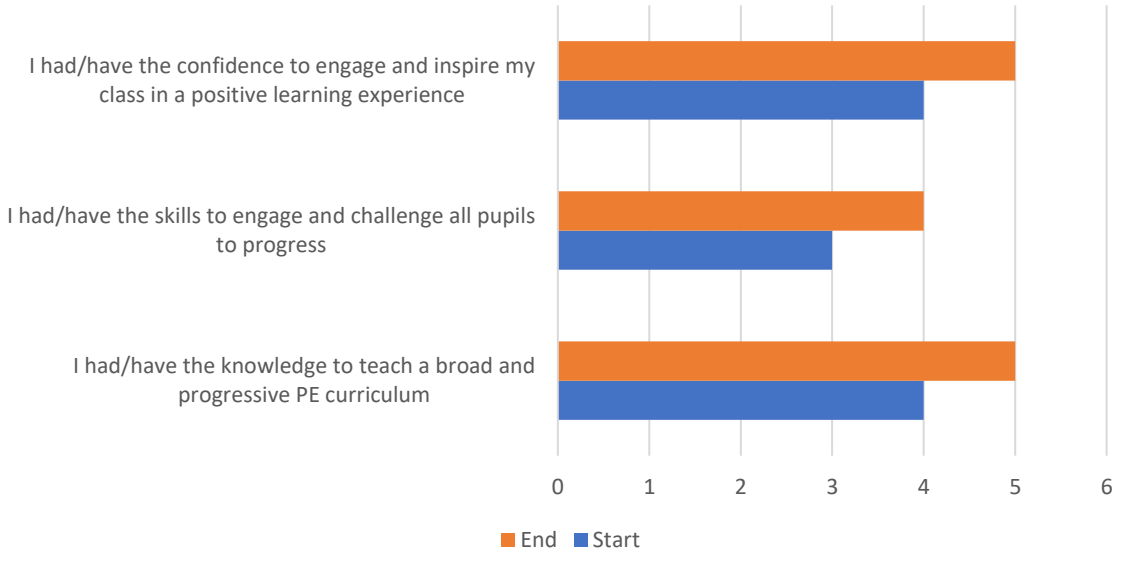 I had/have the confidence to engage and inspire my
class in a positive learning experience
I had/have the skills to engage and challenge all pupils
to progress
I had/have the knowledge to teach a broad and
progressive PE curriculum
0 1 2 3 4 5 6
End Start